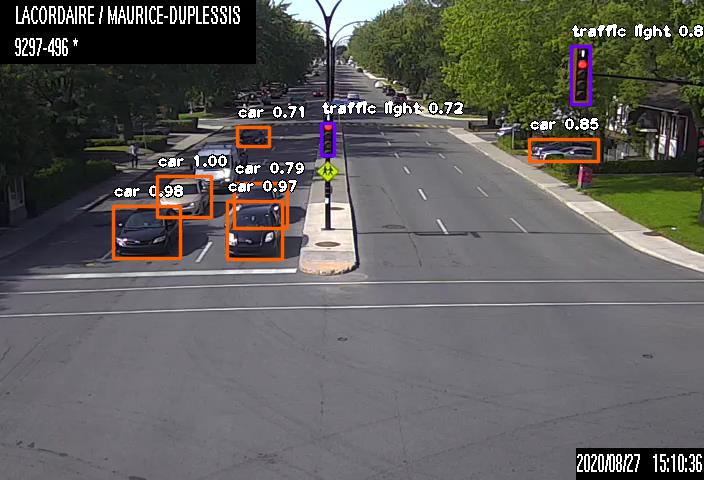 LACORDAIRE / MAURICE-DUPLESSIS
9297-496 *
traffic light 0.8
car 0.71
traffic light 0.72
car 0.85
car 1.00
car 0.79
car 0.98
car 0.97
2020/08/27 15:10:36